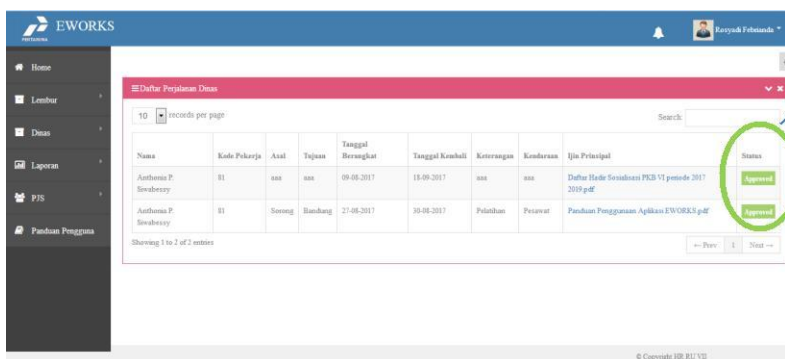 EWORKS
PERTAMINA
Rosyadi Febrianda
Home
Lembur
Dinas
Laporan
PJS
Panduan Pengguna
Daftar Perjalanan Dinas
10 records per page
Search:
Nama Kode Pekerja Asal Tujuan Tanggal Berangkat Tanggal Kembali Keterangan Kendaraan Ijin Prinsipal Status
Anthonia P. Siwabessy 81 aaa aaa 09-08-2017 18-09-2017 aaa aaa Daftar Hadir Sosialisasi PKB VI periode 2017 2019.pdf Approved
Anthonia P. Siwabessy 81 Sorong Bandung 27-08-2017 30-08-2017 Pelatihan Pesawat Panduan Penggunaan Aplikasi EWORKS.pdf Approved
Showing 1 to 2 of 2 entries
← Prev 1 Next →
© Copyright HR RU VII